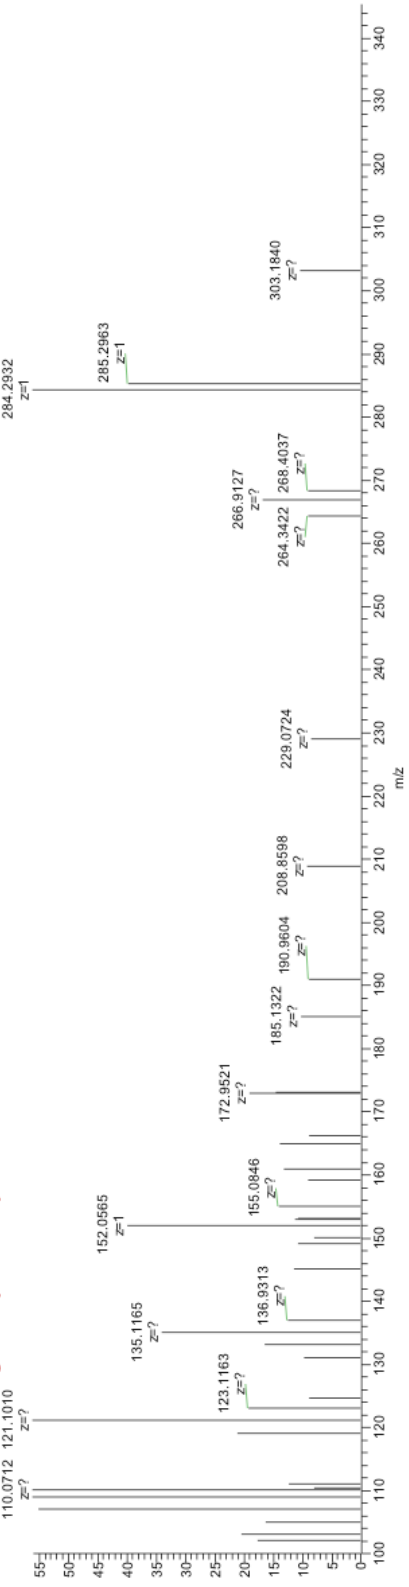 110.0712
z=?
121.1010
z=?
123.1163
z=?
135.1165
z=?
136.9313
z=?
152.0565
z=1
155.0846
z=?
172.9521
z=?
185.1322
z=?
190.9604
z=?
208.8598
z=?
229.0724
z=?
264.3422
z=?
266.9127
z=?
268.4037
z=?
284.2932
z=1
285.2963
z=1
303.1840
z=?
55
50
45
40
35
30
25
20
15
10
5
0
100 110 120 130 140 150 160 170 180 190 200 210 220 230 240 250 260 270 280 290 300 310 320 330 340
m/z